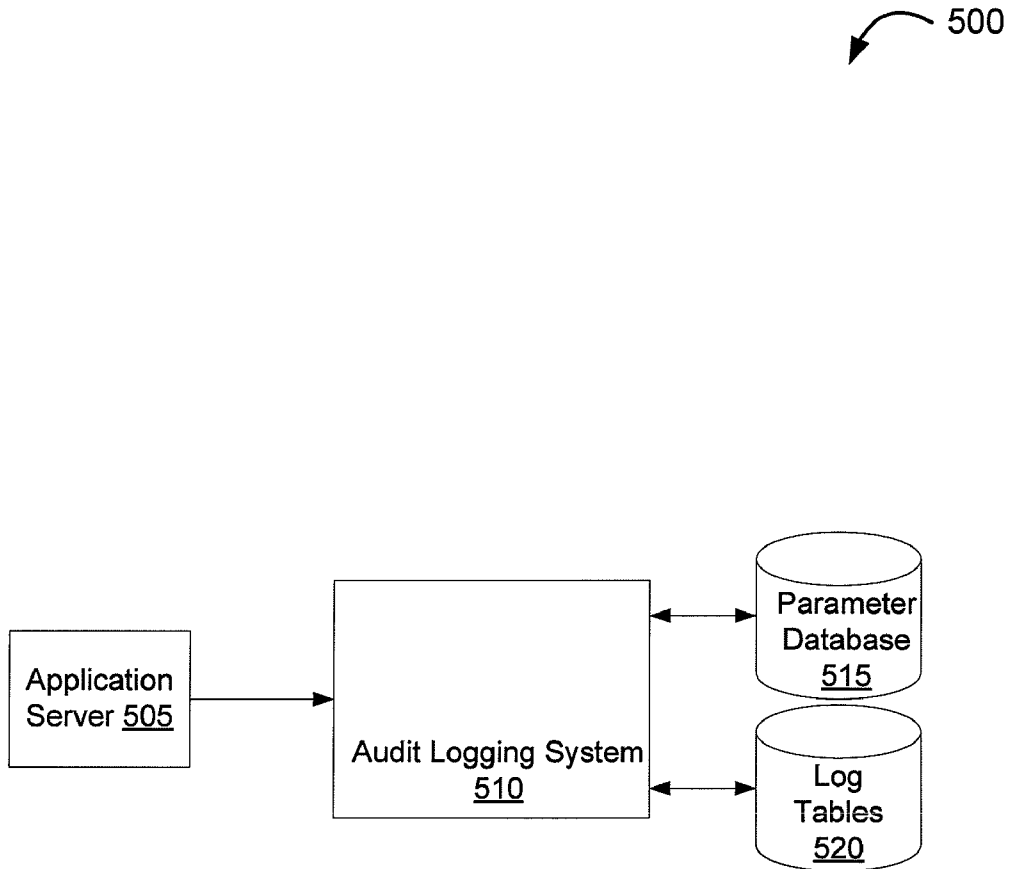 500
Application
Server 505
Audit Logging System
510
Parameter
Database
515
Log
Tables
520